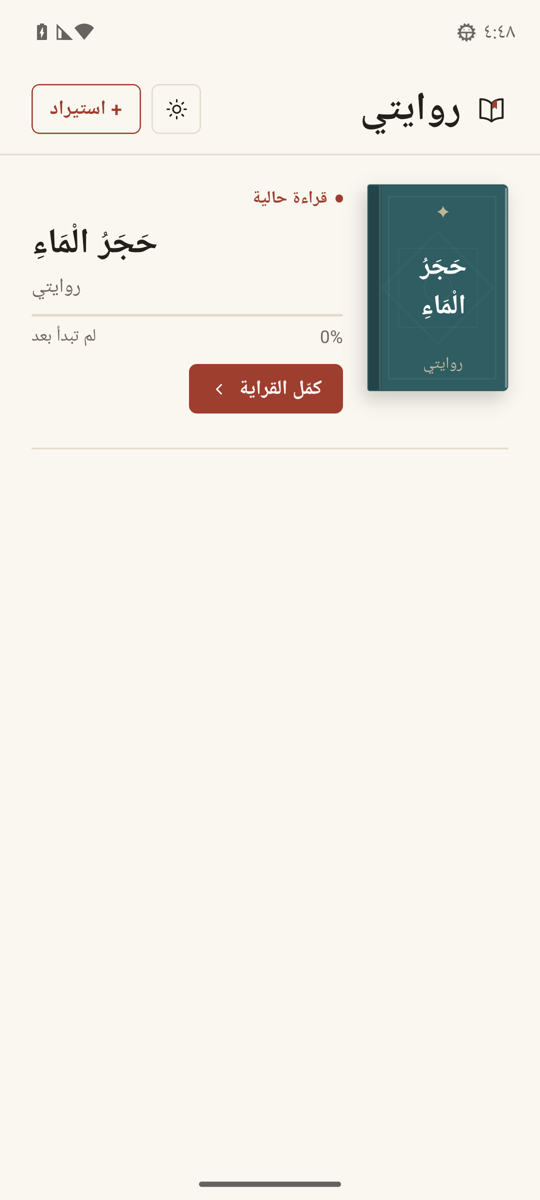 ٤:٤٨
روايتي
+ استيراد
حَجَرُ
الْمَاءِ
روايتي
قراءة حالية
حَجَرُ الْمَاءِ
روايتي
0%
لم تبدأ بعد
كمّل القراية